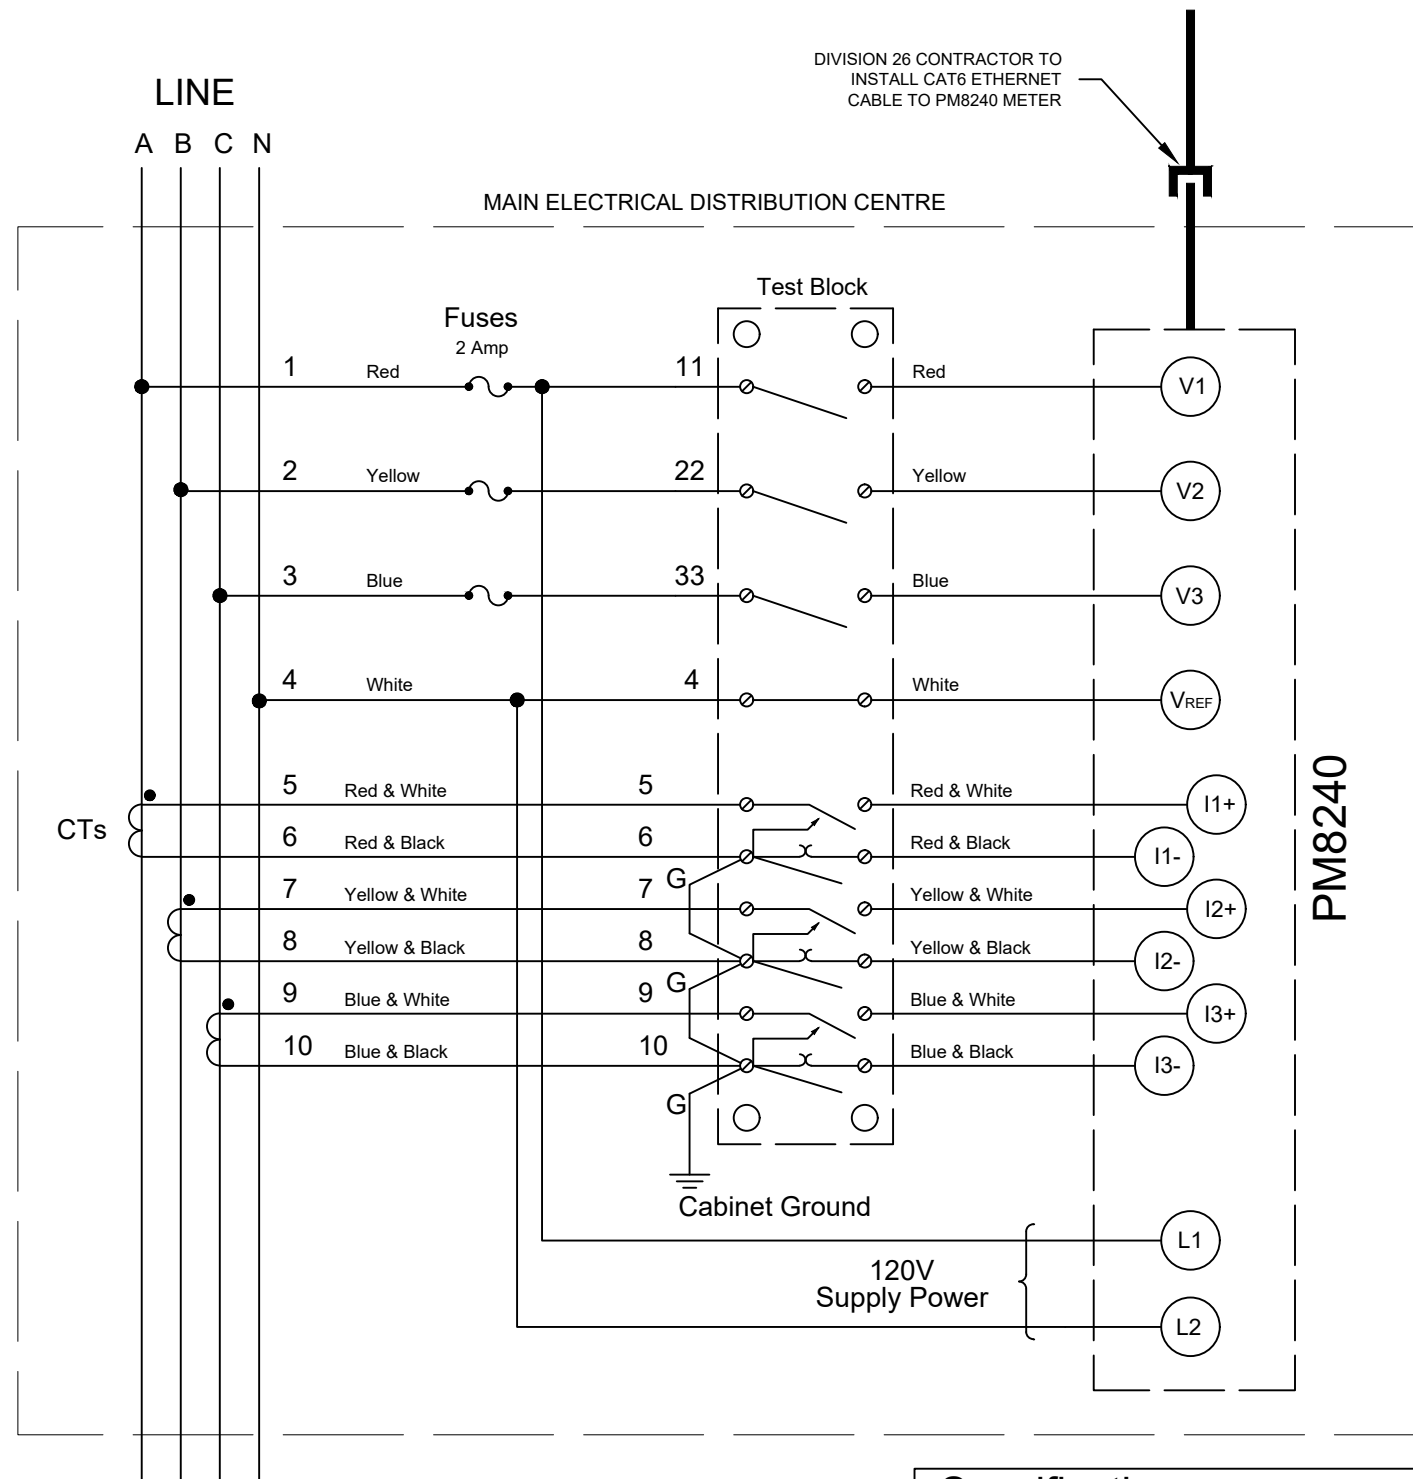 DIVISION 26 CONTRACTOR TO
INSTALL CAT6 ETHERNET
CABLE TO PM8240 METER
LINE
A B C N
MAIN ELECTRICAL DISTRIBUTION CENTRE
Test Block
Fuses
2 Amp
1 Red 11 Red V1
2 Yellow 22 Yellow V2
3 Blue 33 Blue V3
4 White 4 White VREF
5 Red & White 5 Red & White I1+
CTs
6 Red & Black 6 Red & Black I1-
G
7 Yellow & White 7 Yellow & White I2+
8 Yellow & Black 8 Yellow & Black I2-
G
9 Blue & White 9 Blue & White I3+
10 Blue & Black 10 Blue & Black I3-
G
PM8240
Cabinet Ground
L1
120V
Supply Power
L2